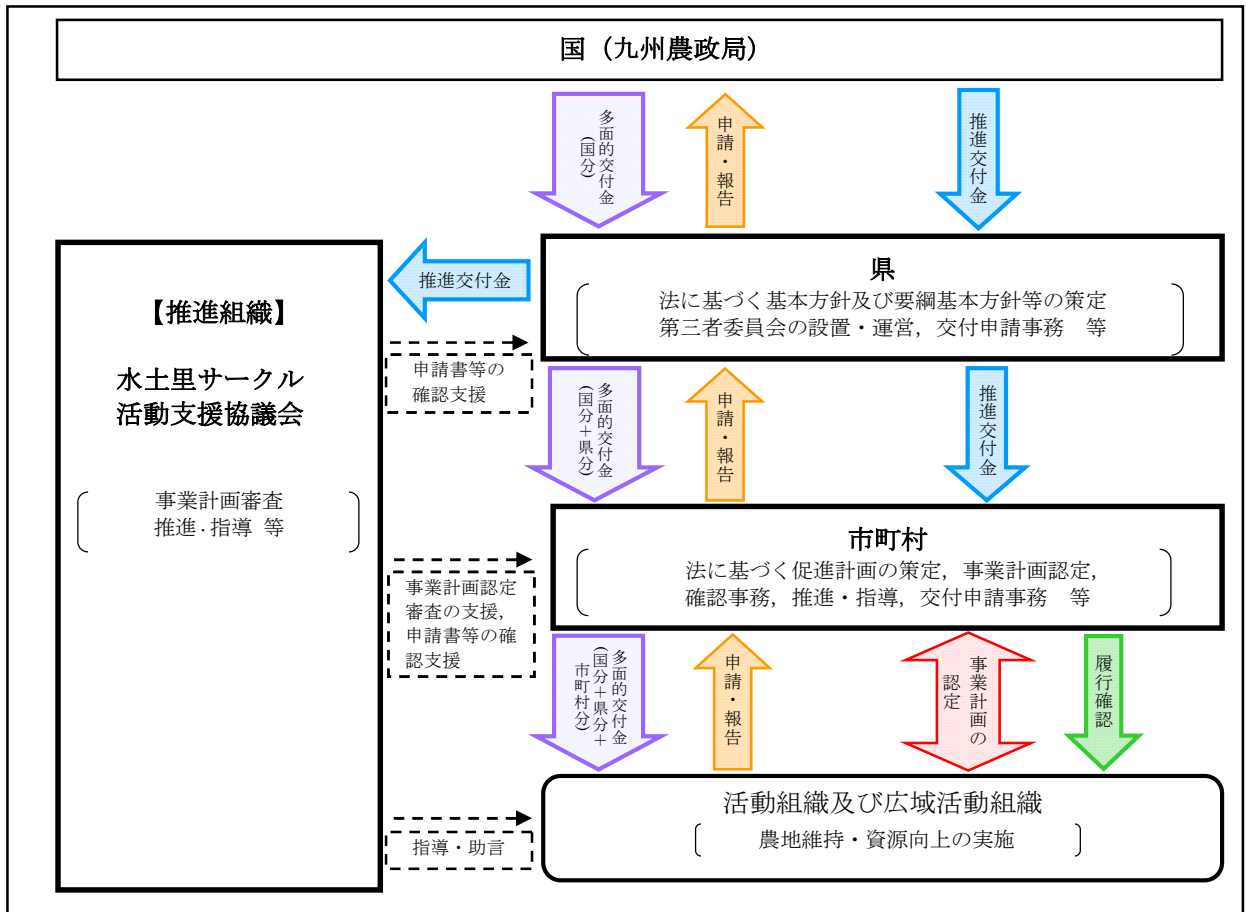 国（九州農政局）
多面的交付金
(国分)
申請・報告
推進交付金
県
法に基づく基本方針及び要綱基本方針等の策定
第三者委員会の設置・運営，交付申請事務　等
推進交付金
【推進組織】
水土里サークル
活動支援協議会
事業計画審査
推進・指導 等
申請書等の
確認支援
多面的交付金
(国分＋県分)
申請・報告
推進交付金
市町村
法に基づく促進計画の策定，事業計画認定，
確認事務，推進・指導，交付申請事務　等
事業計画認定
審査の支援，
申請書等の確
認支援
多面的交付金
(国分＋県分＋
市町村分)
申請・報告
事業計画の
認定
履行確認
活動組織及び広域活動組織
農地維持・資源向上の実施
指導・助言